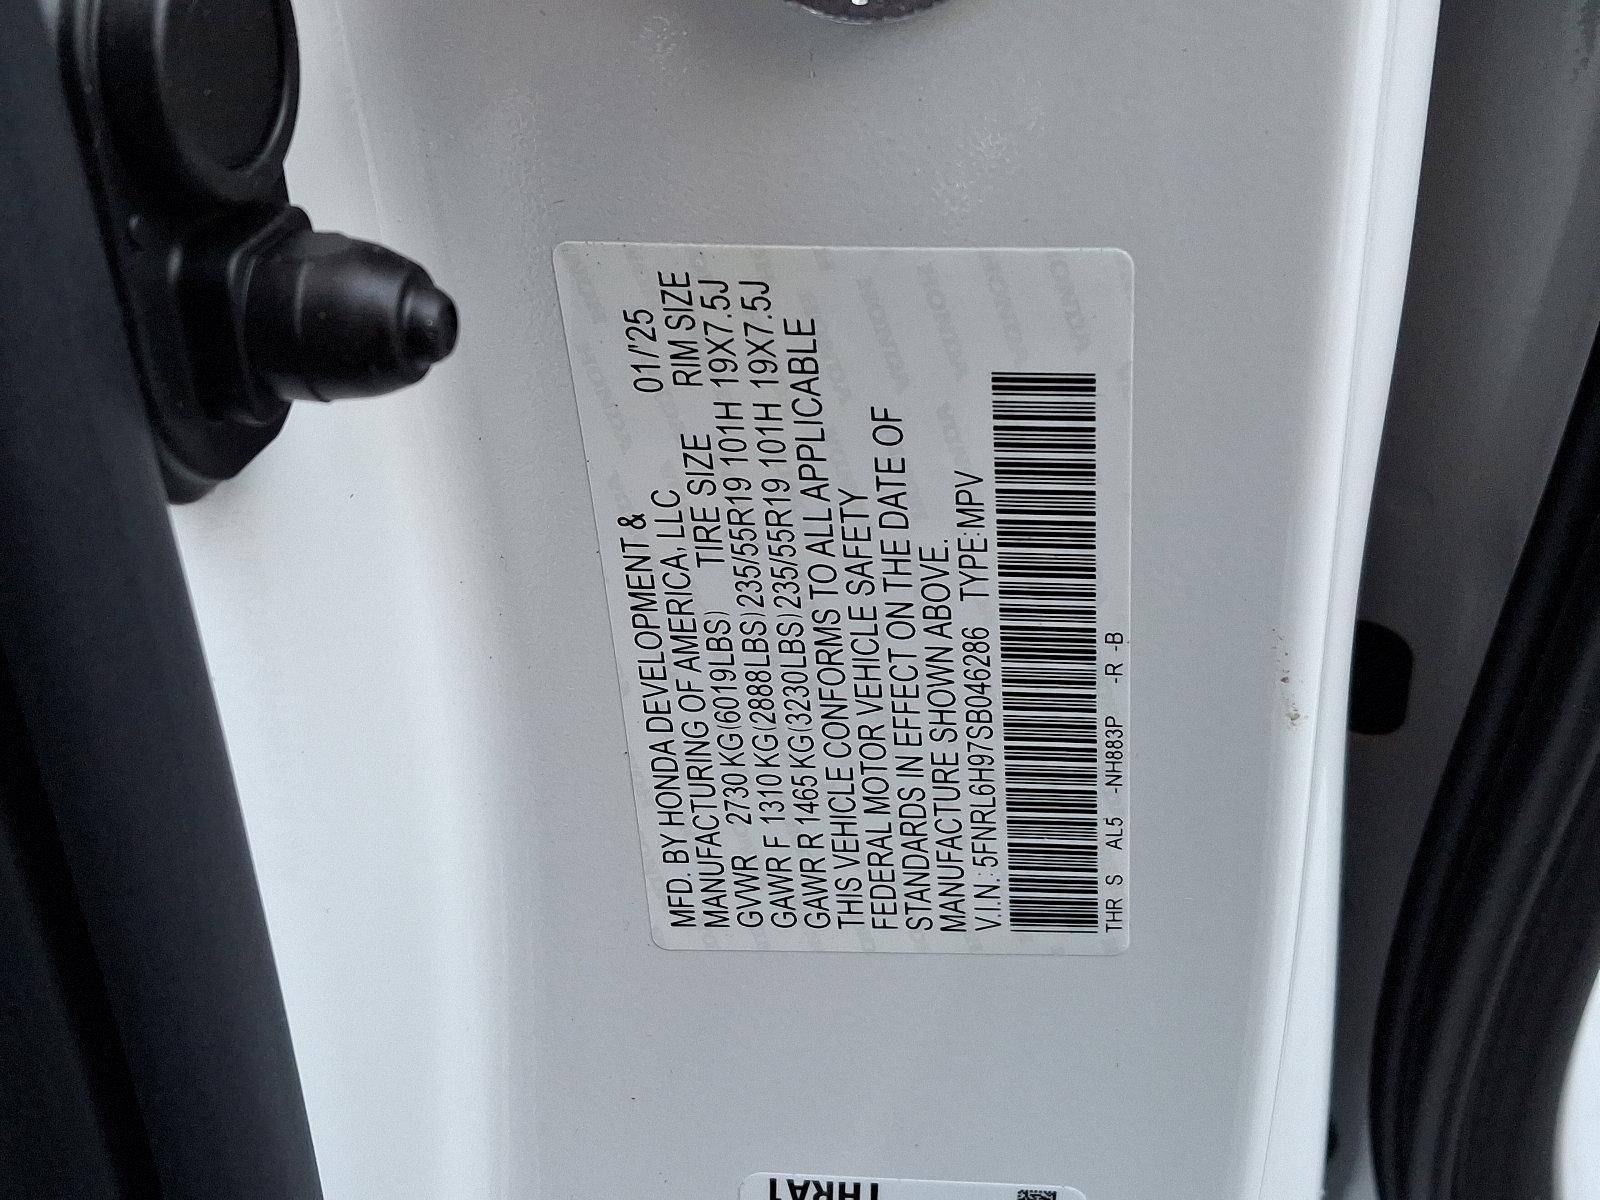 MFD. BY HONDA DEVELOPMENT &
MANUFACTURING OF AMERICA, LLC 01/'25
GVWR 2730 KG(6019LBS) TIRE SIZE RIM SIZE
GAWR F 1310 KG(2888LBS) 235/55R19 101H 19X7.5J
GAWR R 1465 KG(3230LBS) 235/55R19 101H 19X7.5J
THIS VEHICLE CONFORMS TO ALL APPLICABLE
FEDERAL MOTOR VEHICLE SAFETY
STANDARDS IN EFFECT ON THE DATE OF
MANUFACTURE SHOWN ABOVE.
V.I.N.:5FNRL6H97SB046286 TYPE:MPV
THR S AL5 -NH883P -R -B
THRA1